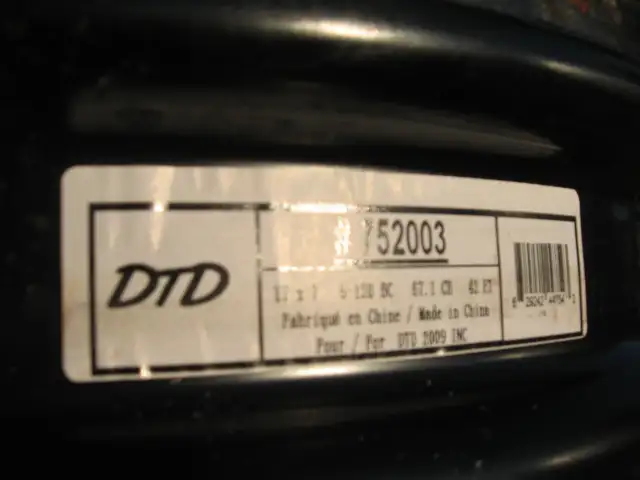 DTD
752003
17 x 7 5 120 BC 67.1 CB 42 ET
Fabriqué en Chine / Made in China
Pour / Por DTD 2009 INC